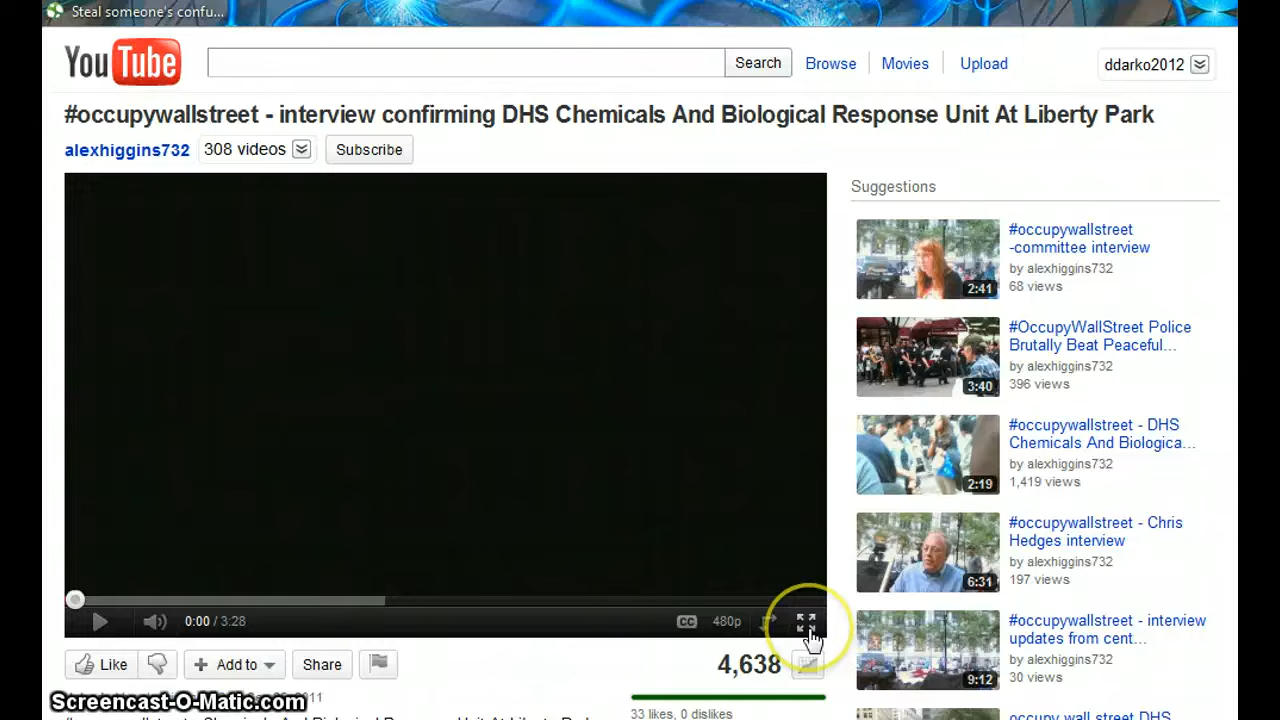 Steal someone's confu...
YouTube
Search
Browse
Movies
Upload
ddarko2012
#occupywallstreet - interview confirming DHS Chemicals And Biological Response Unit At Liberty Park
alexhiggins732
308 videos
Subscribe
Suggestions
#occupywallstreet
-committee interview
by alexhiggins732
68 views
2:41
#OccupyWallStreet Police
Brutally Beat Peaceful...
by alexhiggins732
396 views
3:40
#occupywallstreet - DHS
Chemicals And Biologica...
by alexhiggins732
1,419 views
2:19
#occupywallstreet - Chris
Hedges interview
by alexhiggins732
197 views
6:31
#occupywallstreet - interview
updates from cent...
by alexhiggins732
30 views
9:12
occupy wall street DHS
0:00 / 3:28
CC
480p
Like
+ Add to
Share
4,638
2011
Screencast-O-Matic.com
33 likes, 0 dislikes